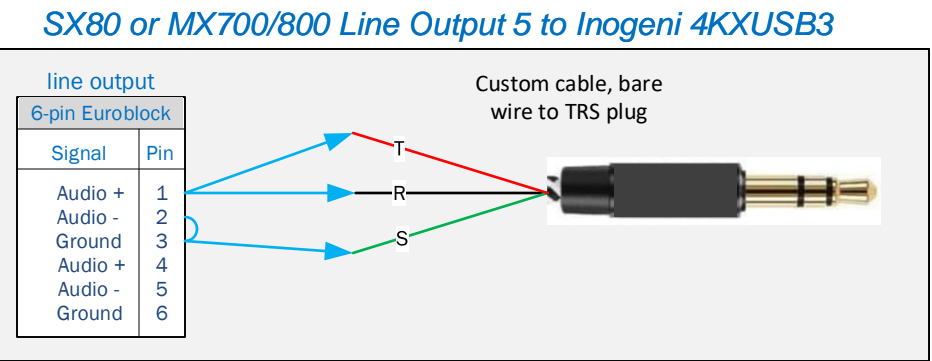 SX80 or MX700/800 Line Output 5 to Inogeni 4KXUSB3
line output
6-pin Euroblock
Signal Pin
Audio + 1
Audio - 2
Ground 3
Audio + 4
Audio - 5
Ground 6
Custom cable, bare
wire to TRS plug
T
R
S